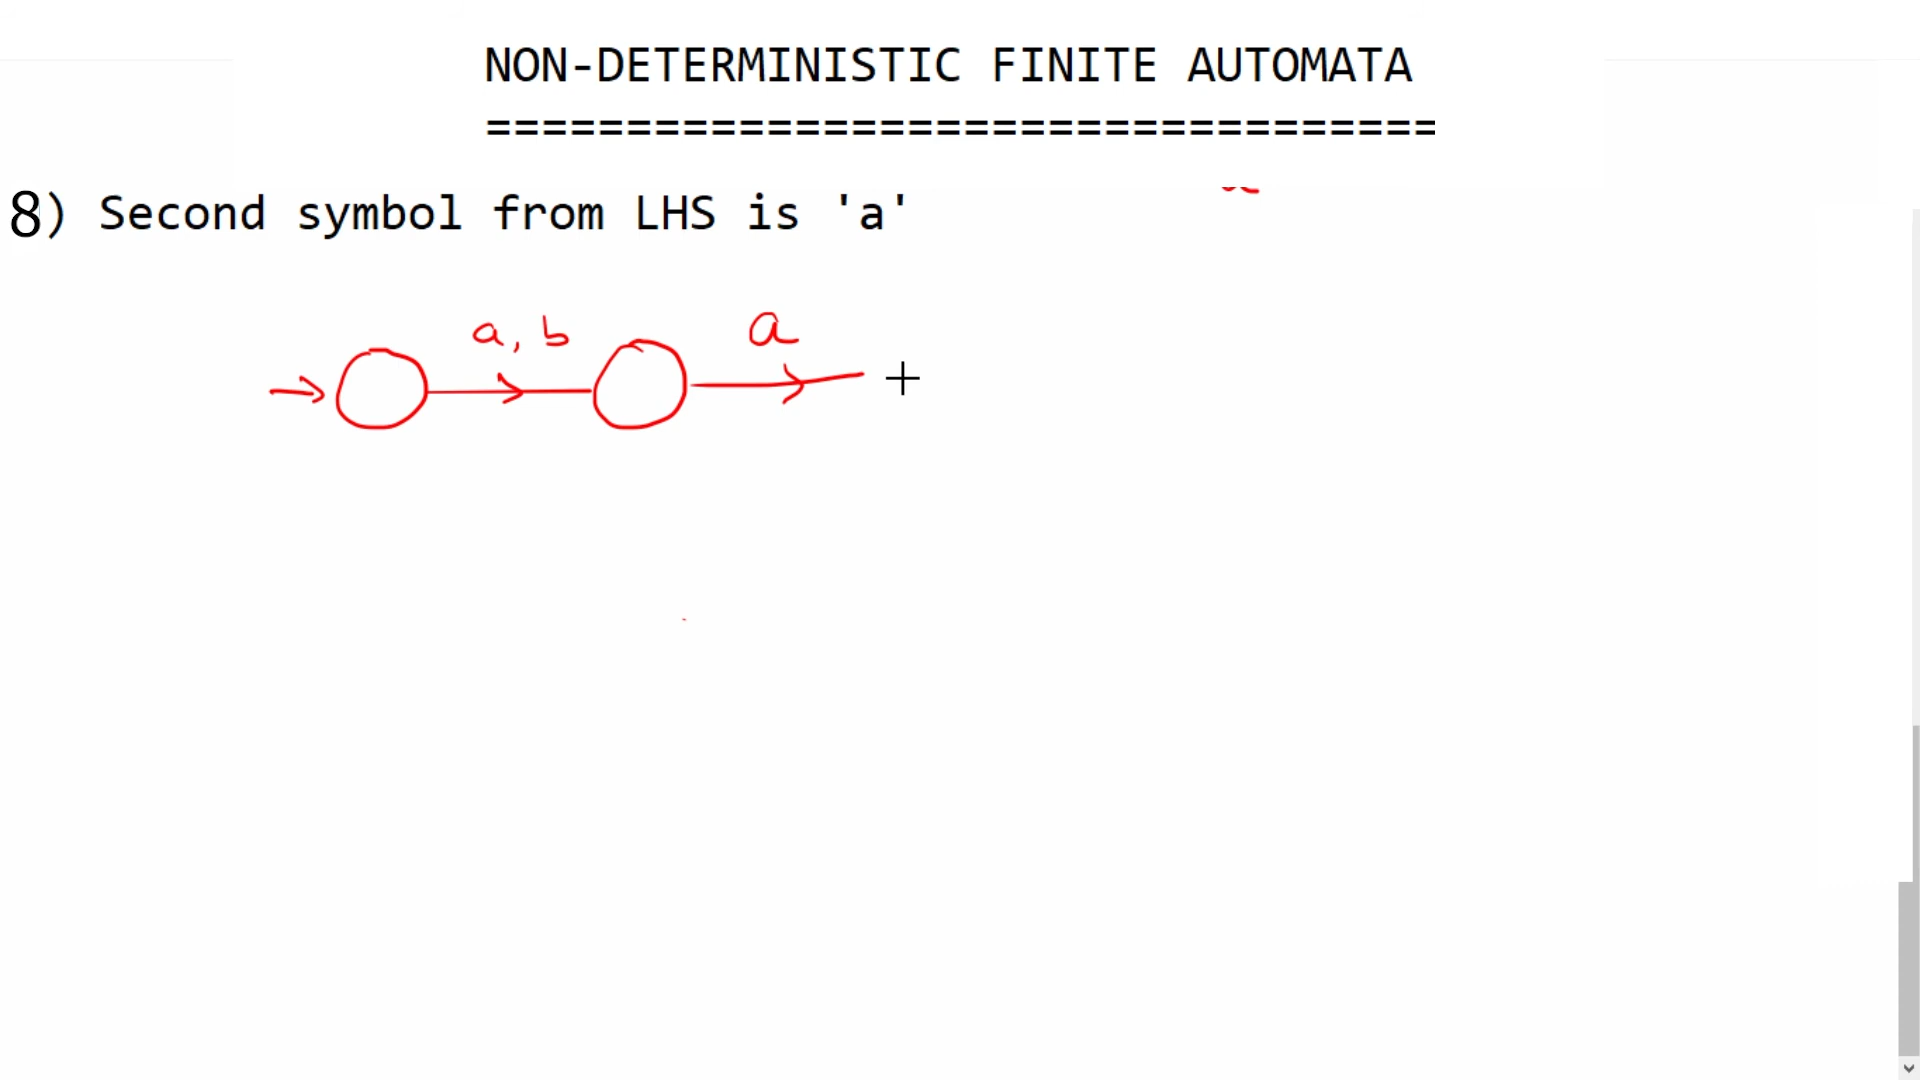 NON-DETERMINISTIC FINITE AUTOMATA
==================================
8) Second symbol from LHS is 'a'
a, b a